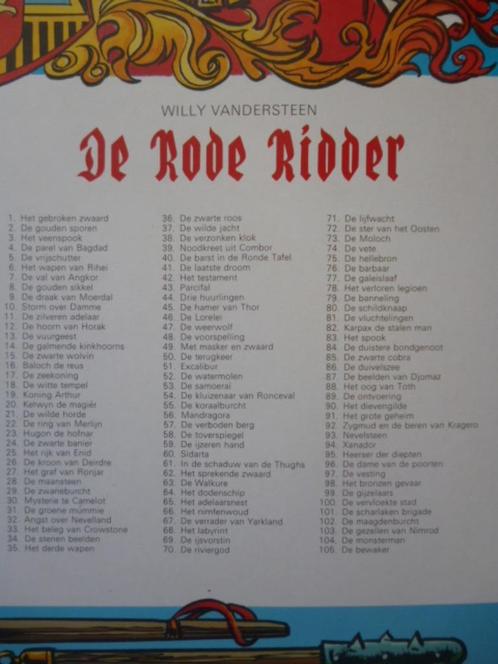 WILLY VANDERSTEEN
De Rode Ridder
1. Het gebroken zwaard
2. De gouden sporen
3. Het veenspook
4. De parel van Bagdad
5. De vrijschutter
6. Het wapen van Rihei
7. De val van Angkor
8. De gouden sikkel
9. De draak van Moerdal
10. Storm over Damme
11. De zilveren adelaar
12. De hoorn van Horak
13. De vuurgeest
14. De galmende kinkhoorns
15. De zwarte wolvin
16. Baloch de reus
17. De zeekoning
18. De witte tempel
19. Koning Arthur
20. Kerwyn de magiër
21. De wilde horde
22. De ring van Merlijn
23. Hugon de hofnar
24. De zwarte banier
25. Het rijk van Enid
26. De kroon van Deirdre
27. Het graf van Ronjar
28. De maansteen
29. De zwaneburcht
30. Mysterie te Camelot
31. De groene mummie
32. Angst over Nevelland
33. Het beleg van Crowstone
34. De stenen beelden
35. Het derde wapen
36. De zwarte roos
37. De wilde jacht
38. De verzonken klok
39. Noodkreet uit Combor
40. De barst in de Ronde Tafel
41. De laatste droom
42. Het testament
43. Parcifal
44. Drie huurlingen
45. De hamer van Thor
46. De Lorelei
47. De weerwolf
48. De voorspelling
49. Met masker en zwaard
50. De terugkeer
51. Excalibur
52. De watermolen
53. De samoerai
54. De kluizenaar van Ronceval
55. De koraalburcht
56. Mandragora
57. De verboden berg
58. De toverspiegel
59. De ijzeren hand
60. Sidarta
61. In de schaduw van de Thughs
62. Het sprekende zwaard
63. De Walkure
64. Het dodenschip
65. Het adelaarsnest
66. Het nimfenwoud
67. De verrader van Yarkland
68. Het labyrint
69. De ijsvorstin
70. De riviergod
71. De lijfwacht
72. De ster van het Oosten
73. De Moloch
74. De vete
75. De hellebron
76. De barbaar
77. De galeislaaf
78. Het verloren legioen
79. De banneling
80. De schildknaap
81. De vluchtelingen
82. Karpax de stalen man
83. Het spook
84. De duistere bondgenoot
85. De zwarte cobra
86. De duivelszee
87. De beelden van Djomaz
88. Het oog van Toth
89. De ontvoering
90. Het dievengilde
91. Het grote geheim
92. Zygmud en de beren van Kragero
93. Nevelsteen
94. Xanador
95. Heerser der diepten
96. De dame van de poorten
97. De vesting
98. Het bronzen gevaar
99. De gijzelaars
100. De vervloekte stad
101. De scharlaken brigade
102. De maagdenburcht
103. De gezellen van Nimrod
104. De monsterman
105. De bewaker